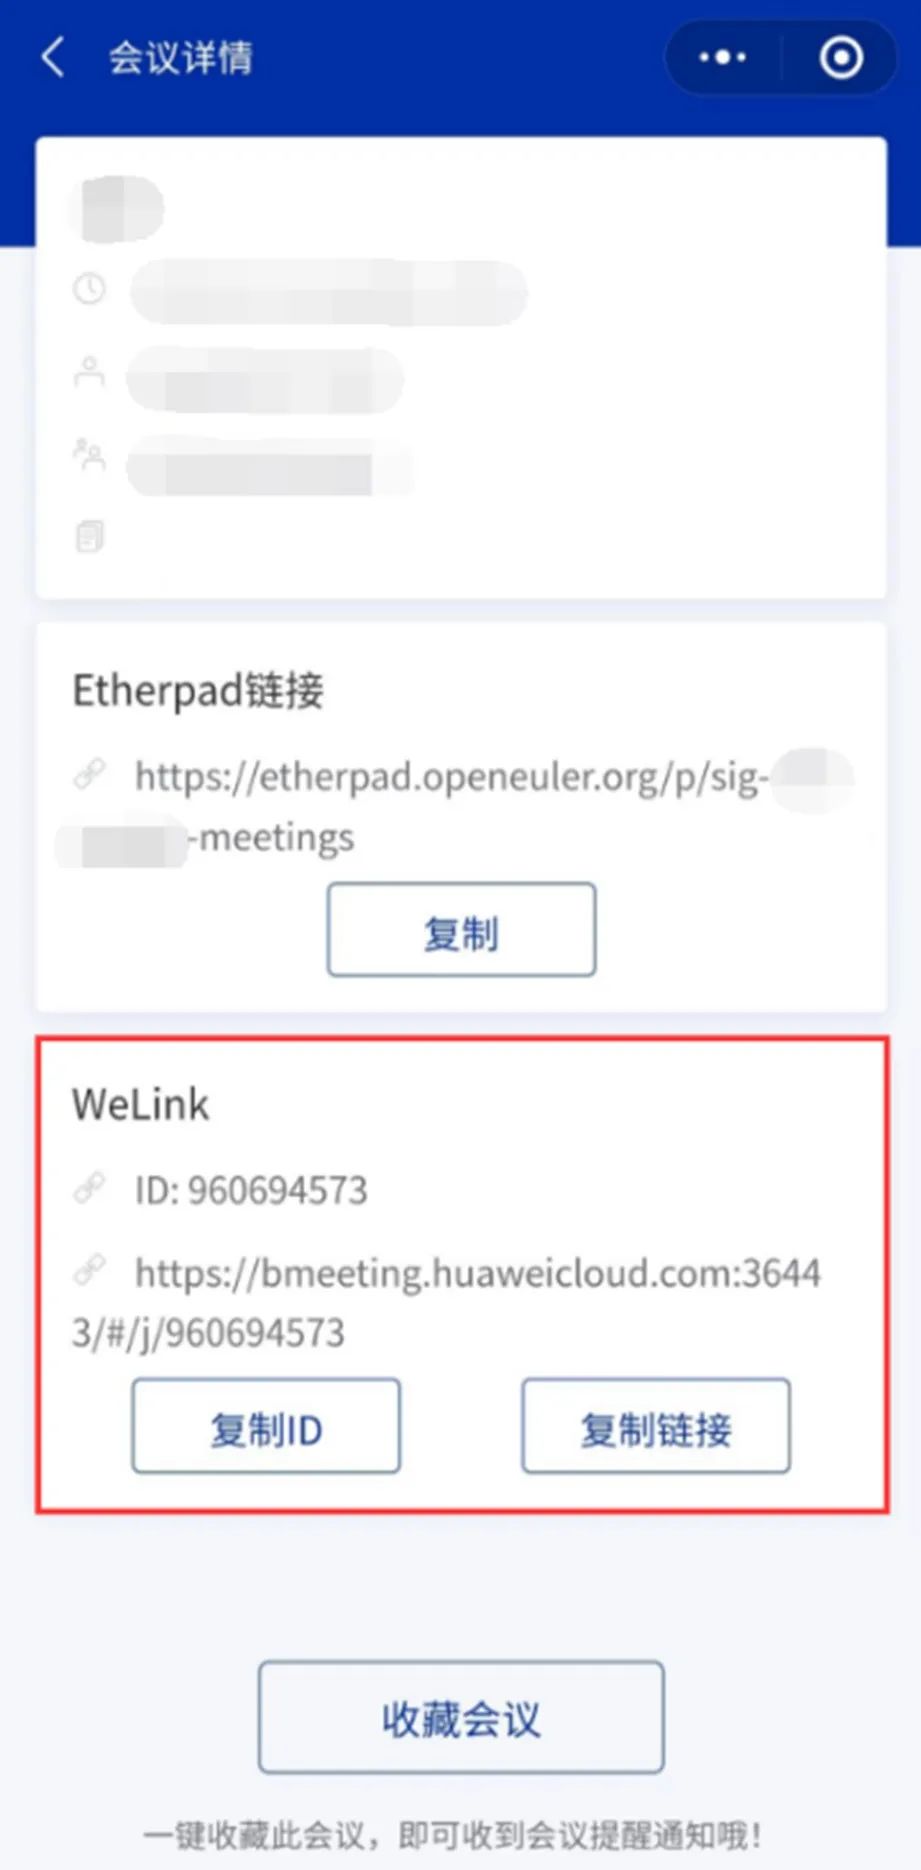 会议详情
Etherpad链接
https://etherpad.openeuler.org/p/sig-
-meetings
复制
WeLink
ID: 960694573
https://bmeeting.huaweicloud.com:3644
3/#/j/960694573
复制ID
复制链接
收藏会议
一键收藏此会议，即可收到会议提醒通知哦！